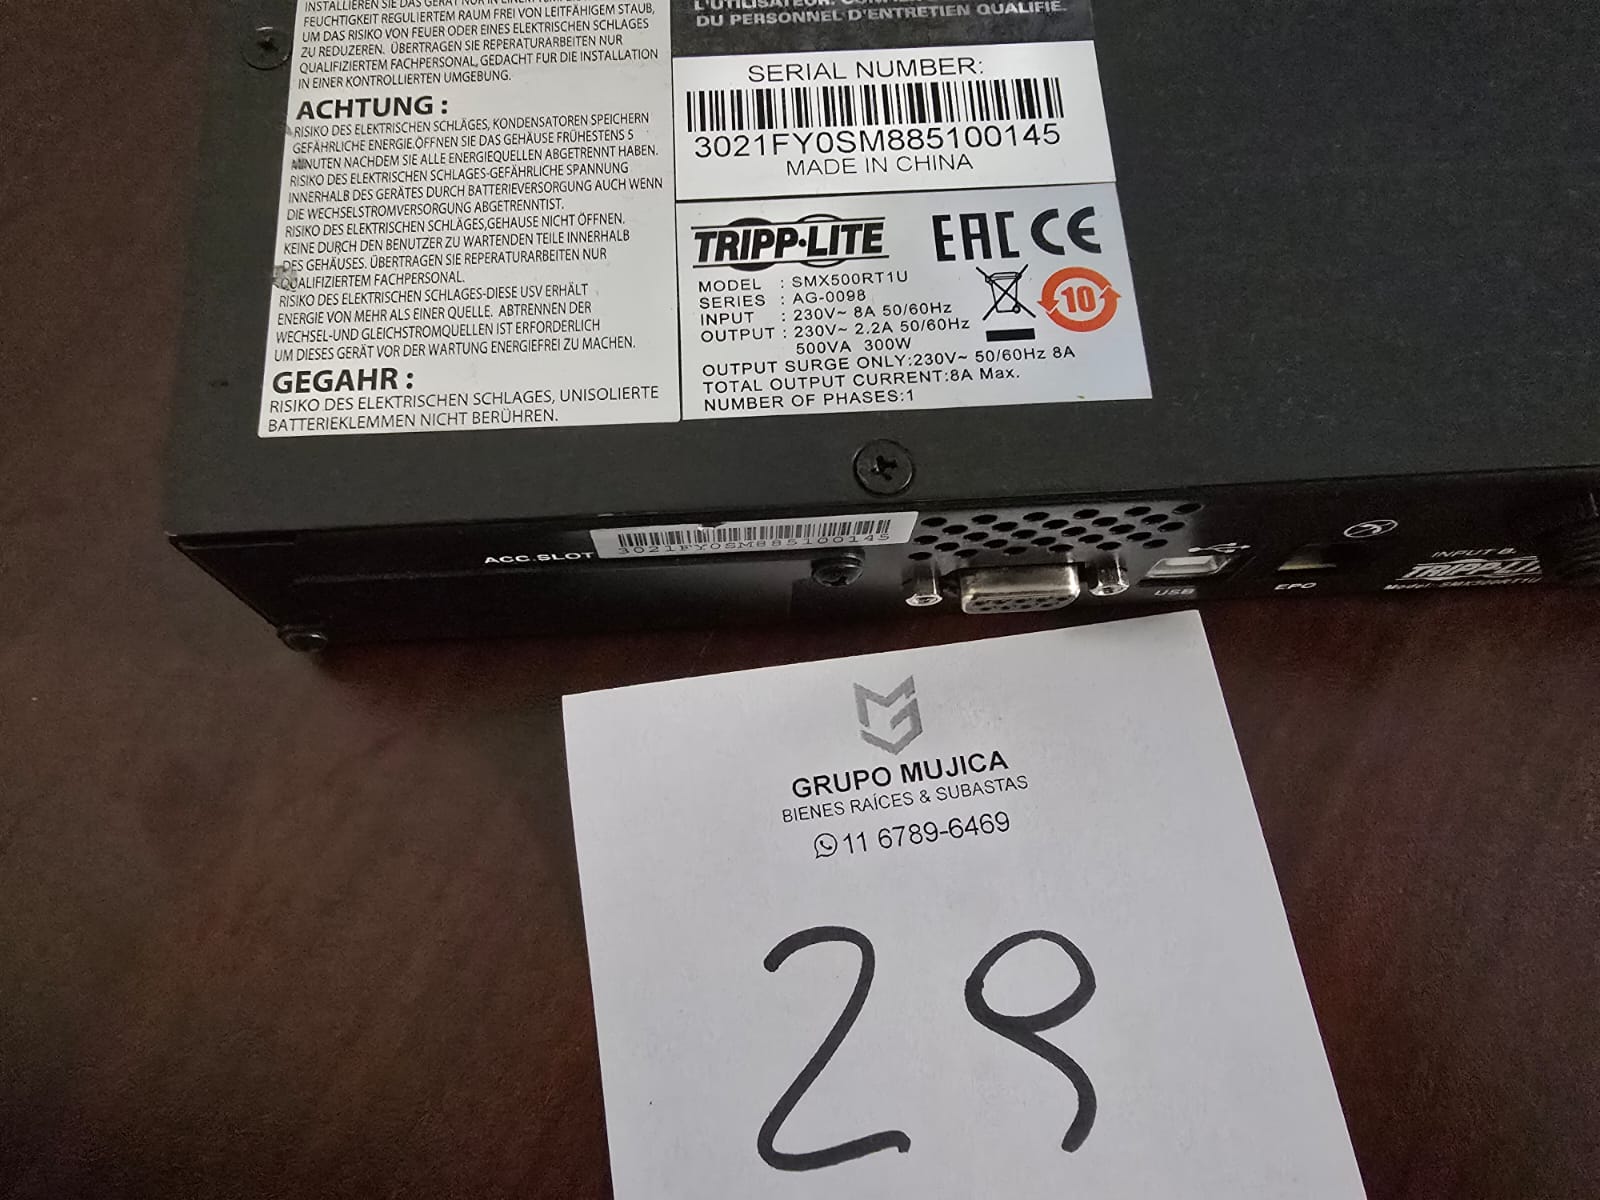 INSTALLIEREN SIE DAS GERÄT NUR IN EINEM
FEUCHTIGKEIT REGULIERTEM RAUM FREI VON LEITFÄHIGEM STAUB,
UM DAS RISIKO VON FEUER ODER EINES ELEKTRISCHEN SCHLAGES
ZU REDUZEREN. ÜBERTRAGEN SIE REPERATURARBEITEN NUR
QUALIFIZIERTEM FACHPERSONAL, GEDACHT FUR DIE INSTALLATION
IN EINER KONTROLLIERTEN UMGEBUNG.
ACHTUNG :
RISIKO DES ELEKTRISCHEN SCHLÄGES, KONDENSATOREN SPEICHERN
GEFÄHRLICHE ENERGIE.ÖFFNEN SIE DAS GEHÄUSE FRÜHESTENS 5
MINUTEN NACHDEM SIE ALLE ENERGIEQUELLEN ABGETRENNT HABEN.
RISIKO DES ELEKTRISCHEN SCHLAGES-GEFÄHRLICHE SPANNUNG
INNERHALB DES GERÄTES DURCH BATTERIEVERSORGUNG AUCH WENN
DIE WECHSELSTROMVERSORGUNG ABGETRENNTIST.
RISIKO DES ELEKTRISCHEN SCHLÄGES,GEHAUSE NICHT ÖFFNEN.
KEINE DURCH DEN BENUTZER ZU WARTENDEN TEILE INNERHALB
DES GEHÄUSES. ÜBERTRAGEN SIE REPERATURARBEITEN NUR
QUALIFIZIERTEM FACHPERSONAL.
RISIKO DES ELEKTRISCHEN SCHLÄGES-DIESE USV ERHÄLT
ENERGIE VON MEHR ALS EINER QUELLE. ABTRENNEN DER
WECHSEL-UND GLEICHSTROMQUELLEN IST ERFORDERLICH
UM DIESES GERÄT VOR DER WARTUNG ENERGIEFREI ZU MACHEN.
GEGAHR :
RISIKO DES ELEKTRISCHEN SCHLAGES, UNISOLIERTE
BATTERIEKLEMMEN NICHT BERÜHREN.
L'UTILISATEUR.
DU PERSONNEL D'ENTRETIEN QUALIFIÉ.
SERIAL NUMBER:
3021FY0SM885100145
MADE IN CHINA
TRIPP·LITE
EAC CE
MODEL : SMX500RT1U
SERIES : AG-0098
INPUT : 230V~ 8A 50/60Hz
OUTPUT : 230V~ 2.2A 50/60Hz
500VA 300W
10
OUTPUT SURGE ONLY:230V~ 50/60Hz 8A
TOTAL OUTPUT CURRENT:8A Max.
NUMBER OF PHASES:1
ACC.SLOT
3021FY0SM885100145
USB
EPO
INPUT 8
TRIPP·LI
Model: SMX500RT1U
GRUPO MUJICA
BIENES RAÍCES & SUBASTAS
11 6789-6469
29